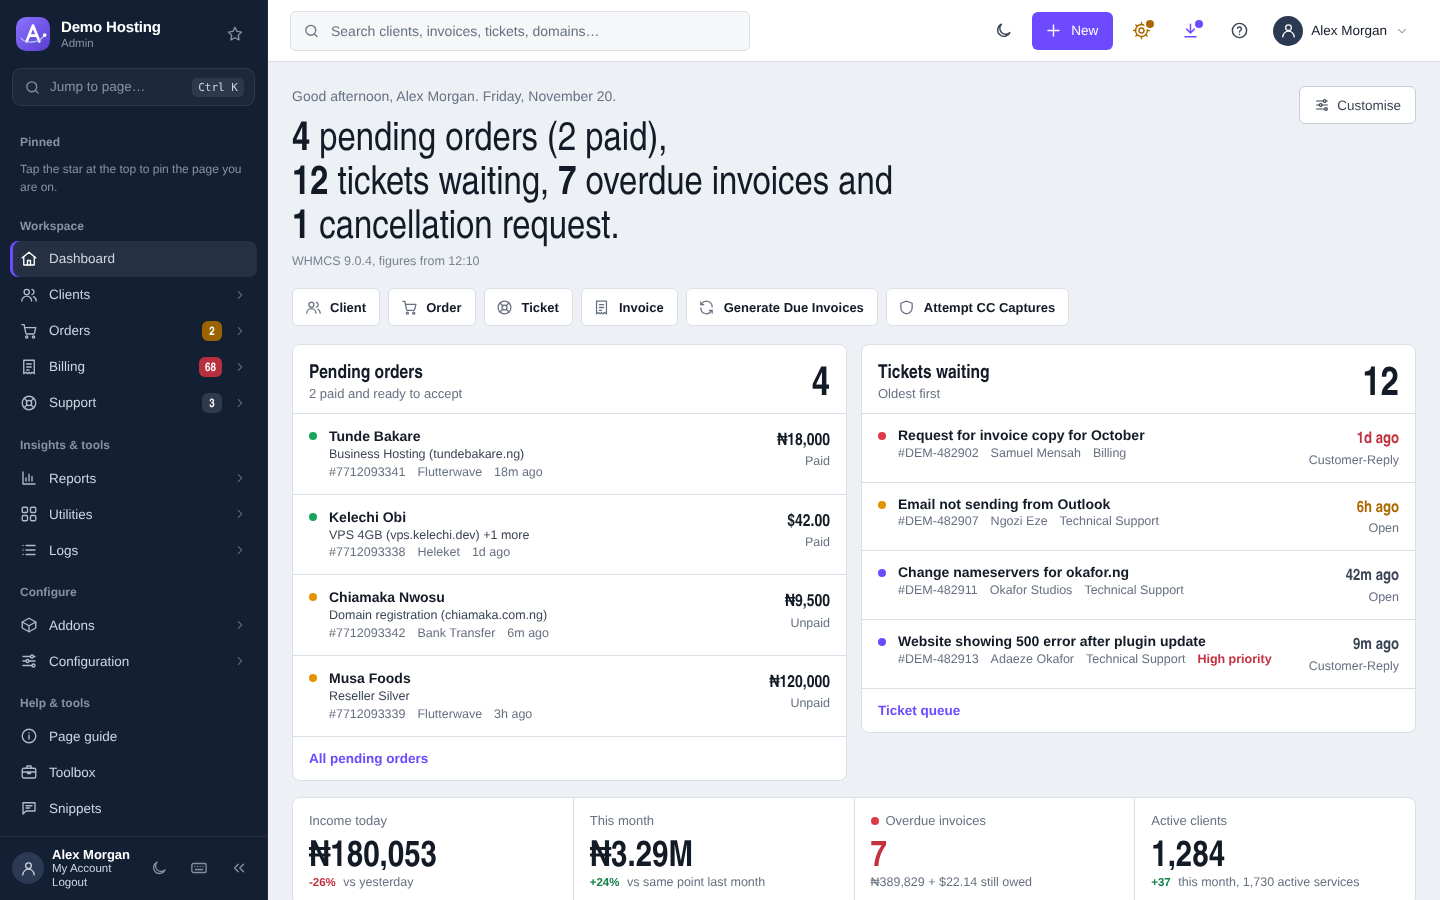 Demo Hosting
Admin
Jump to page…
Ctrl K
Pinned
Tap the star at the top to pin the page you
are on.
Workspace
Dashboard
Clients
Orders
2
Billing
68
Support
3
Insights & tools
Reports
Utilities
Logs
Configure
Addons
Configuration
Help & tools
Page guide
Toolbox
Snippets
Alex Morgan
My Account
Logout
Search clients, invoices, tickets, domains…
New
Alex Morgan
Good afternoon, Alex Morgan. Friday, November 20.
Customise
4 pending orders (2 paid),
12 tickets waiting, 7 overdue invoices and
1 cancellation request.
WHMCS 9.0.4, figures from 12:10
Client
Order
Ticket
Invoice
Generate Due Invoices
Attempt CC Captures
Pending orders
2 paid and ready to accept
4
Tunde Bakare
Business Hosting (tundebakare.ng)
#7712093341 Flutterwave 18m ago
₦18,000
Paid
Kelechi Obi
VPS 4GB (vps.kelechi.dev) +1 more
#7712093338 Heleket 1d ago
$42.00
Paid
Chiamaka Nwosu
Domain registration (chiamaka.com.ng)
#7712093342 Bank Transfer 6m ago
₦9,500
Unpaid
Musa Foods
Reseller Silver
#7712093339 Flutterwave 3h ago
₦120,000
Unpaid
All pending orders
Tickets waiting
Oldest first
12
Request for invoice copy for October
#DEM-482902 Samuel Mensah Billing
1d ago
Customer-Reply
Email not sending from Outlook
#DEM-482907 Ngozi Eze Technical Support
6h ago
Open
Change nameservers for okafor.ng
#DEM-482911 Okafor Studios Technical Support
42m ago
Open
Website showing 500 error after plugin update
#DEM-482913 Adaeze Okafor Technical Support High priority
9m ago
Customer-Reply
Ticket queue
Income today
₦180,053
-26% vs yesterday
This month
₦3.29M
+24% vs same point last month
Overdue invoices
7
₦389,829 + $22.14 still owed
Active clients
1,284
+37 this month, 1,730 active services